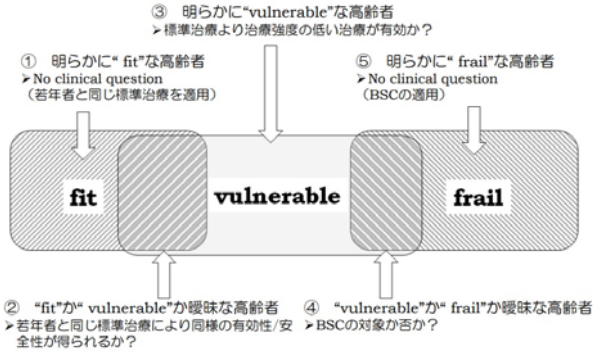 ③ 明らかに"vulnerable"な高齢者
➤標準治療より治療強度の低い治療が有効か？
① 明らかに“ fit”な高齢者
➤No clinical question
（若年者と同じ標準治療を適用）
⑤ 明らかに“ frail”な高齢者
➤No clinical question
（BSCの適用）
fit
vulnerable
frail
② “fit”か“ vulnerable”か曖昧な高齢者
➤若年者と同じ標準治療により同様の有効性/安
全性が得られるか？
④ “vulnerable”か“ frail”か曖昧な高齢者
➤BSCの対象か否か？